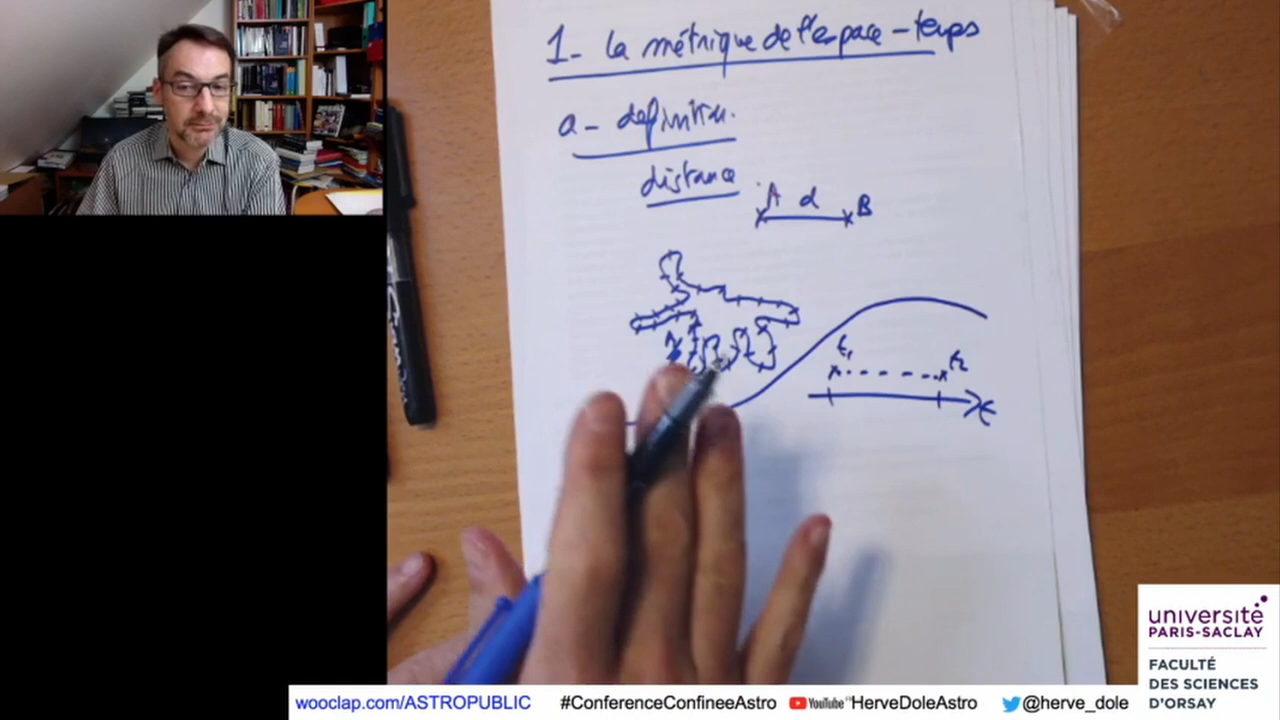 1- la métrique de l'espace-temps
a- definition.
distance
A d B
t1 t2
t
université
PARIS-SACLAY
FACULTÉ
DES SCIENCES
D'ORSAY
wooclap.com/ASTROPUBLIC #ConferenceConfineeAstro YouTube HerveDoleAstro @herve_dole